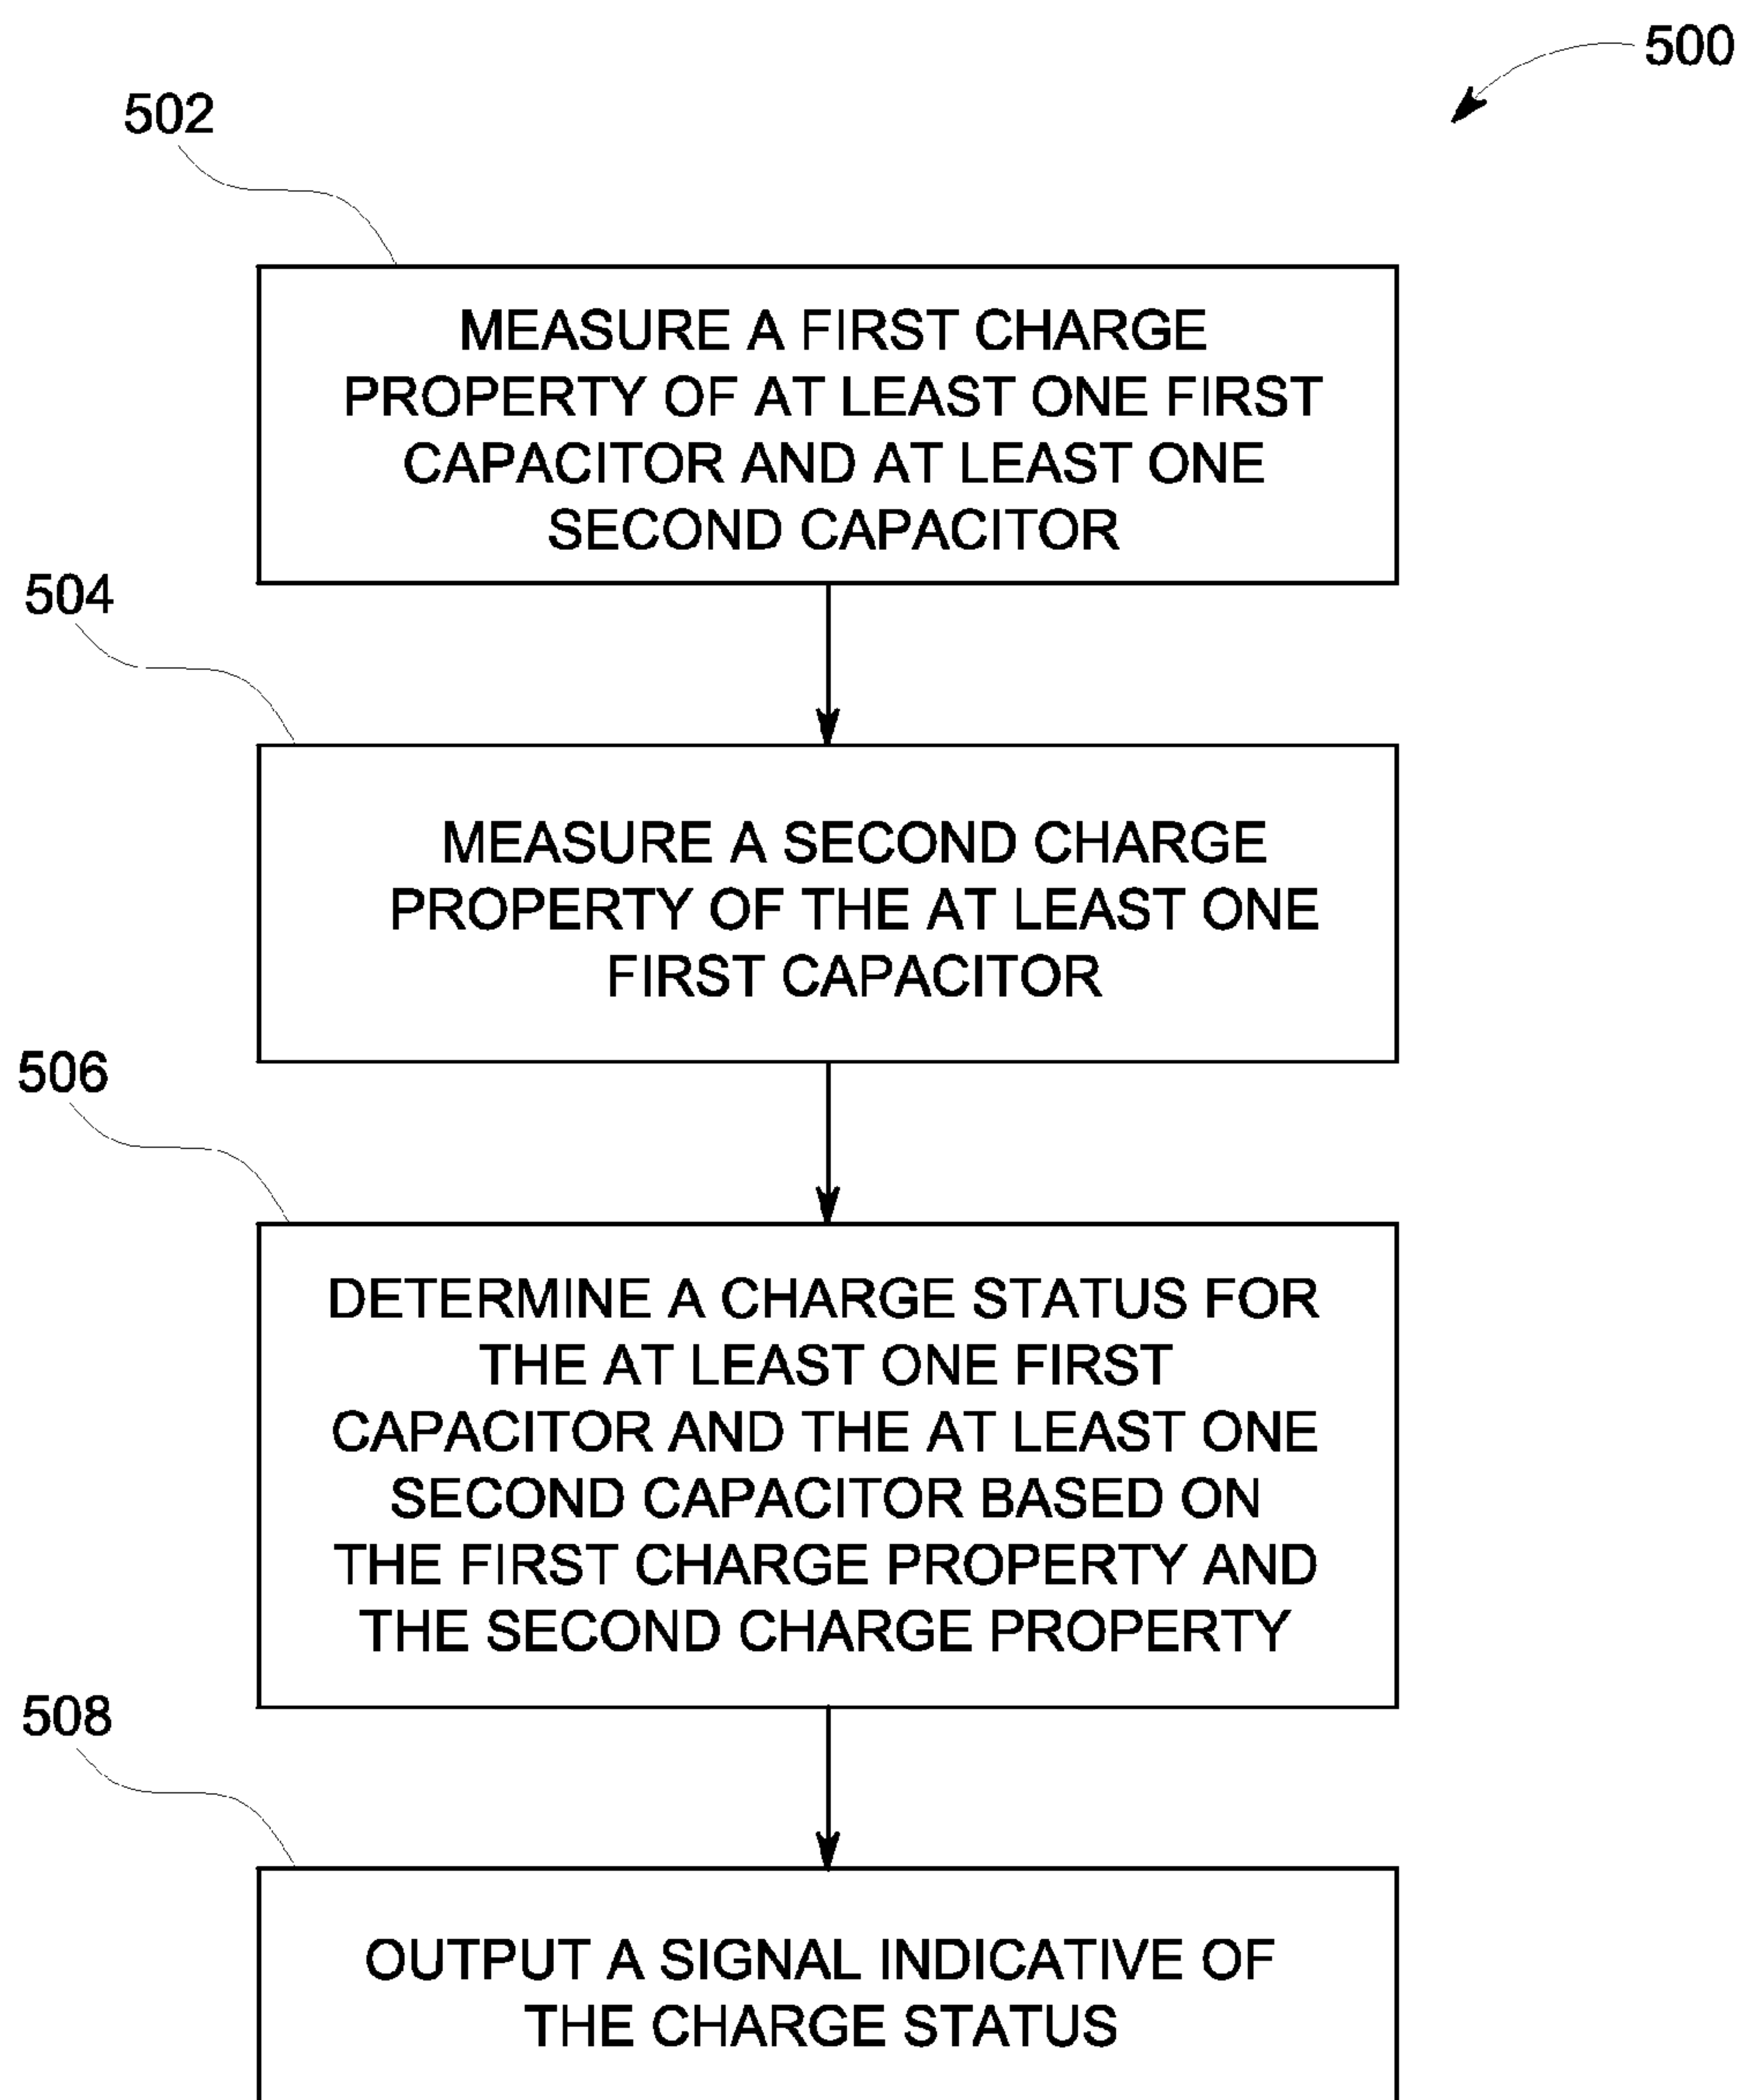 500
502
MEASURE A FIRST CHARGE
PROPERTY OF AT LEAST ONE FIRST
CAPACITOR AND AT LEAST ONE
SECOND CAPACITOR
504
MEASURE A SECOND CHARGE
PROPERTY OF THE AT LEAST ONE
FIRST CAPACITOR
506
DETERMINE A CHARGE STATUS FOR
THE AT LEAST ONE FIRST
CAPACITOR AND THE AT LEAST ONE
SECOND CAPACITOR BASED ON
THE FIRST CHARGE PROPERTY AND
THE SECOND CHARGE PROPERTY
508
OUTPUT A SIGNAL INDICATIVE OF
THE CHARGE STATUS